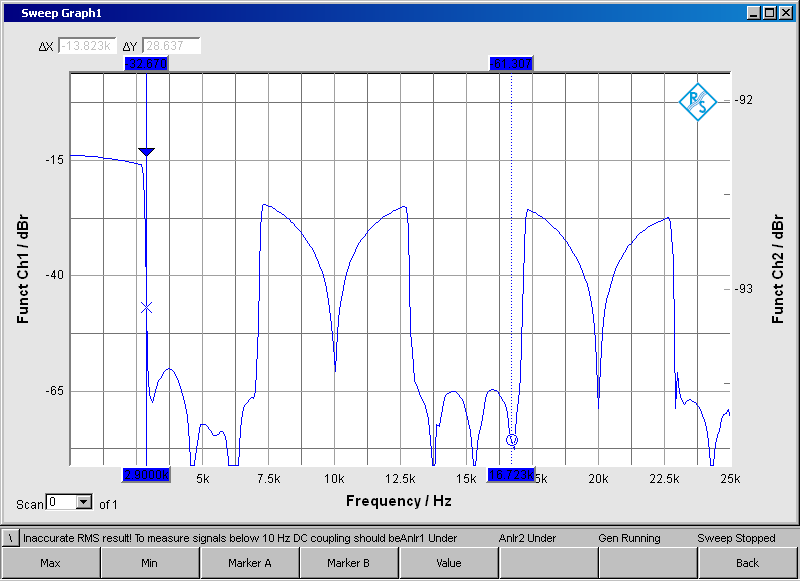 Sweep Graph1
ΔX -13.823k ΔY 28.637
R S
-92
-15
-40
-93
-65
Funct Ch1 / dBr
Funct Ch2 / dBr
5k 7.5k 10k 12.5k 15k 20k 22.5k 25k
Frequency / Hz
Scan 0 of 1
\ Inaccurate RMS result! To measure signals below 10 Hz DC coupling should be Anlr1 Under Anlr2 Under Gen Running Sweep Stopped
Max Min Marker A Marker B Value Back